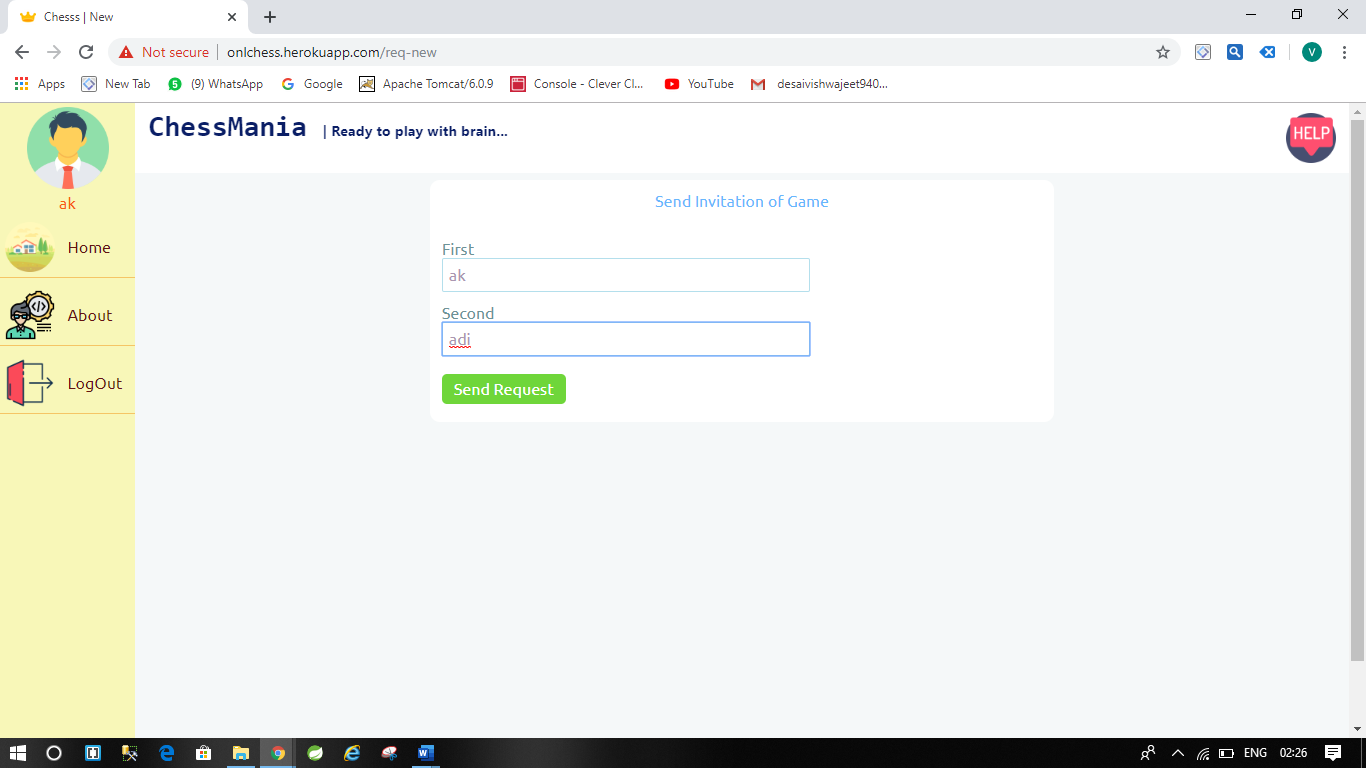 Chesss | New
Not secure | onlchess.herokuapp.com/req-new
V
Apps New Tab (9) WhatsApp Google Apache Tomcat/6.0.9 Console - Clever Cl... YouTube desaivishwajeet940...
5
ChessMania | Ready to play with brain...
HELP
ak
Home
About
LogOut
Send Invitation of Game
First
ak
Second
adi
Send Request
ENG 02:26